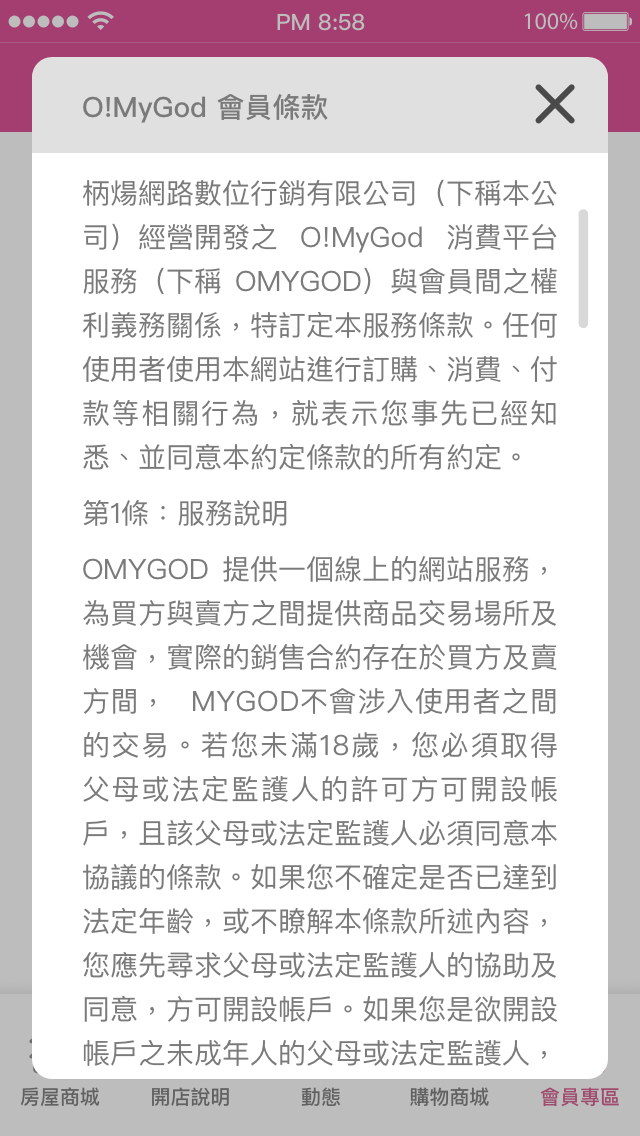 PM 8:58
100%
O!MyGod 會員條款
柄煬網路數位行銷有限公司（下稱本公
司）經營開發之 O!MyGod 消費平台
服務（下稱 OMYGOD）與會員間之權
利義務關係，特訂定本服務條款。任何
使用者使用本網站進行訂購、消費、付
款等相關行為，就表示您事先已經知
悉、並同意本約定條款的所有約定。
第1條：服務說明
OMYGOD 提供一個線上的網站服務，
為買方與賣方之間提供商品交易場所及
機會，實際的銷售合約存在於買方及賣
方間， MYGOD不會涉入使用者之間
的交易。若您未滿18歲，您必須取得
父母或法定監護人的許可方可開設帳
戶，且該父母或法定監護人必須同意本
協議的條款。如果您不確定是否已達到
法定年齡，或不瞭解本條款所述內容，
您應先尋求父母或法定監護人的協助及
同意，方可開設帳戶。如果您是欲開設
帳戶之未成年人的父母或法定監護人，
房屋商城 開店說明 動態 購物商城 會員專區